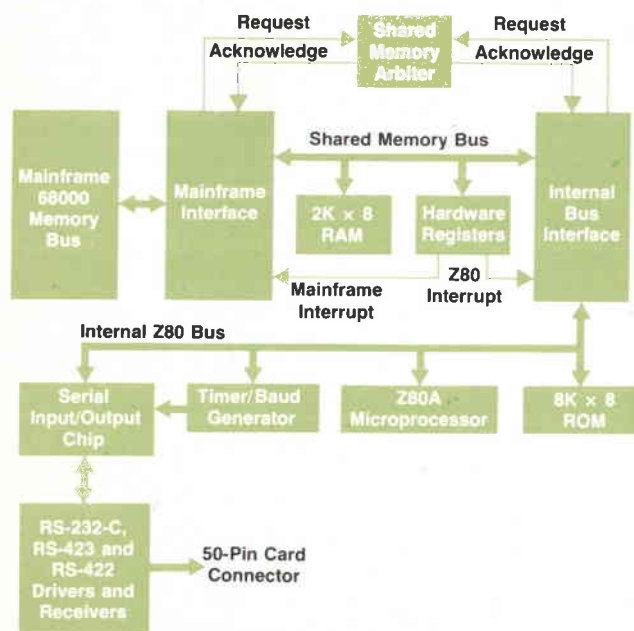 Request
Acknowledge
Shared
Memory
Arbiter
Request
Acknowledge
Mainframe
68000
Memory
Bus
Mainframe
Interface
Shared Memory Bus
2K × 8
RAM
Hardware
Registers
Internal
Bus
Interface
Mainframe
Interrupt
Z80
Interrupt
Internal Z80 Bus
Serial
Input/Output
Chip
Timer/Baud
Generator
Z80A
Microprocessor
8K × 8
ROM
RS-232-C,
RS-423 and
RS-422
Drivers and
Receivers
50-Pin Card
Connector